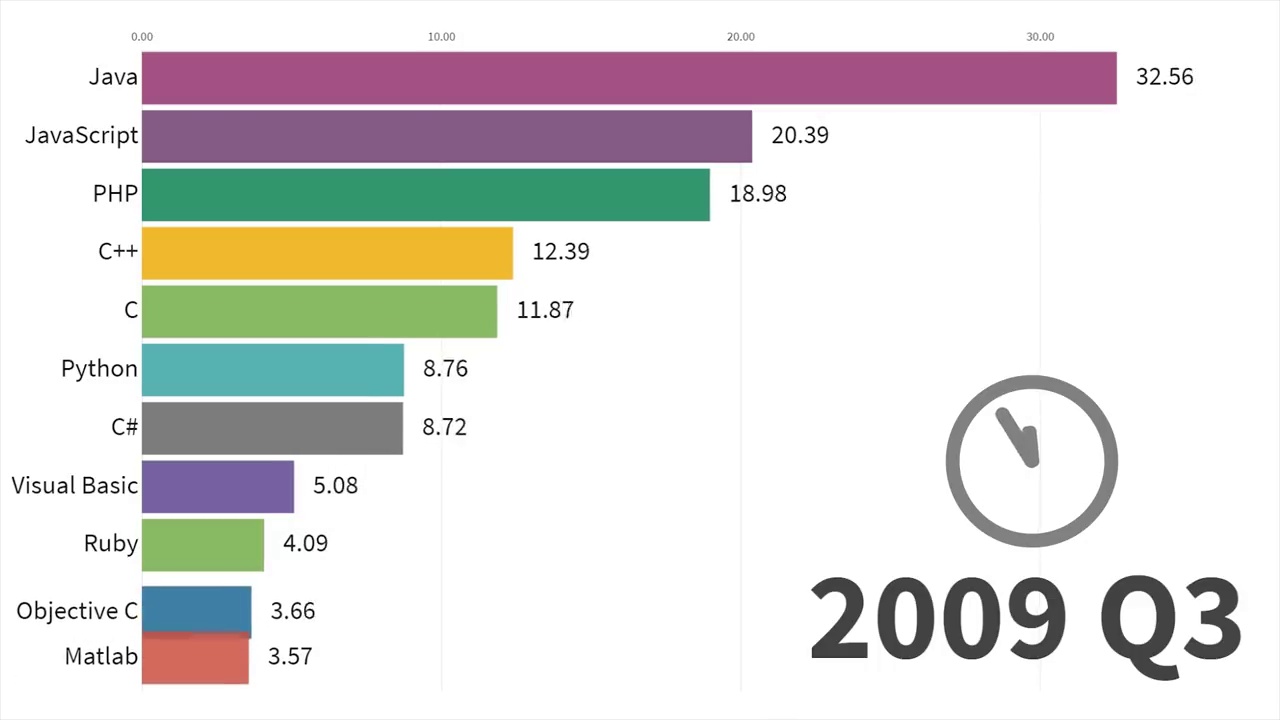 0.00 10.00 20.00 30.00
Java 32.56
JavaScript 20.39
PHP 18.98
C++ 12.39
C 11.87
Python 8.76
C# 8.72
Visual Basic 5.08
Ruby 4.09
Objective C 3.66
Matlab 3.57
2009 Q3